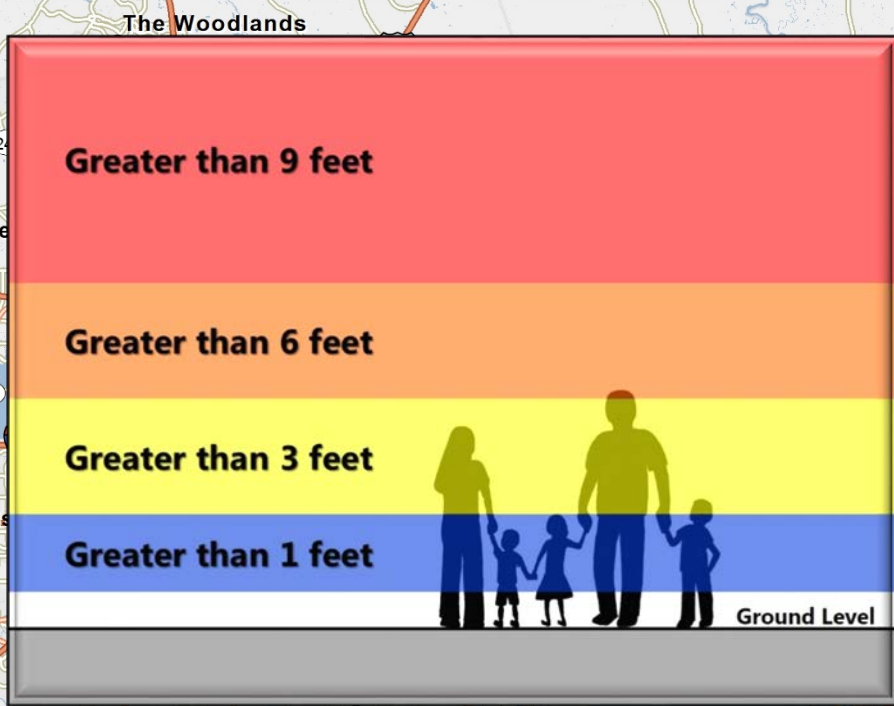 The Woodlands
Greater than 9 feet
Greater than 6 feet
Greater than 3 feet
Greater than 1 feet
Ground Level